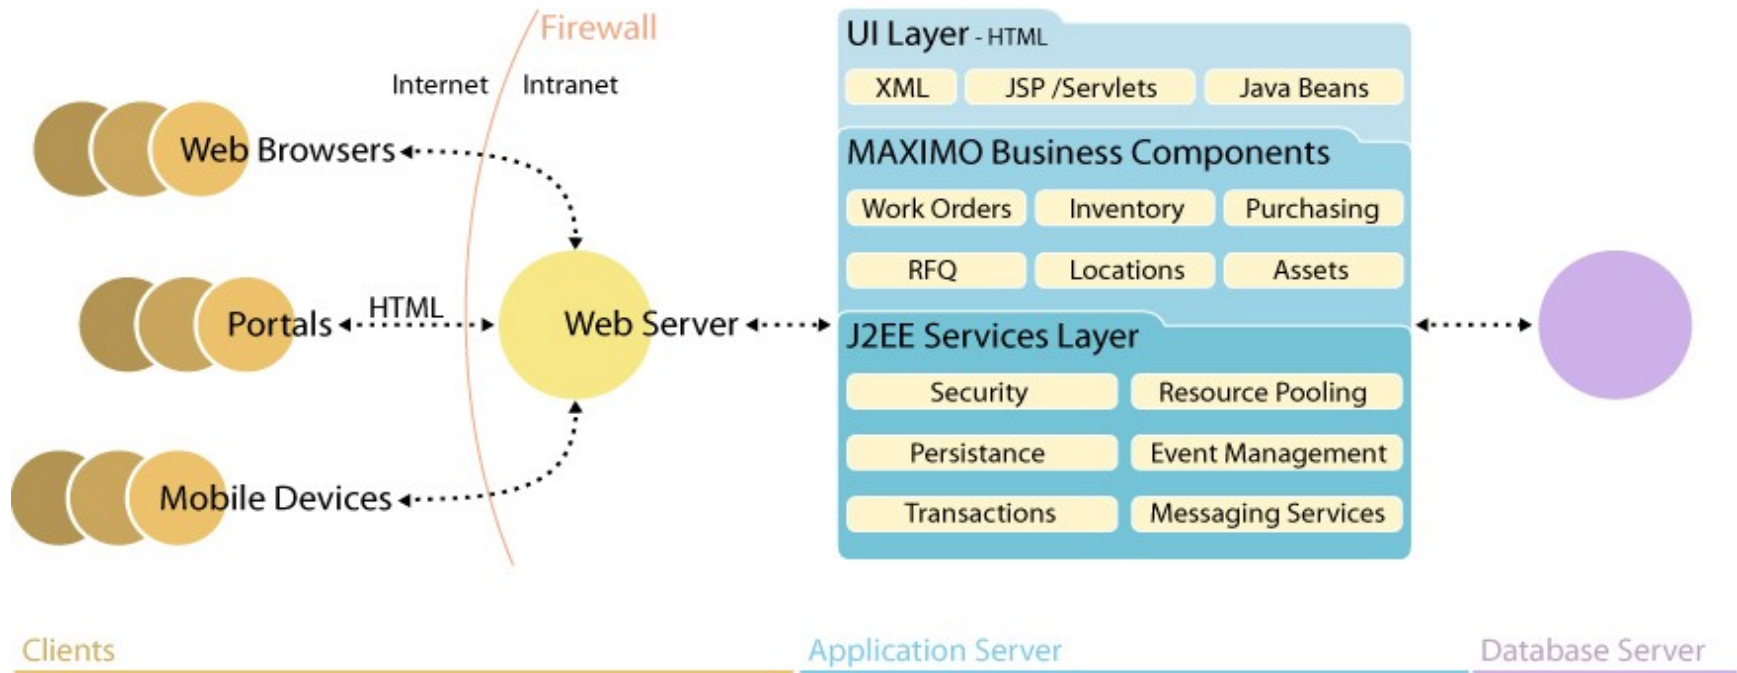 Firewall
Internet
Intranet
Web Browsers
Portals
HTML
Web Server
Mobile Devices
UI Layer - HTML
XML
JSP /Servlets
Java Beans
MAXIMO Business Components
Work Orders
Inventory
Purchasing
RFQ
Locations
Assets
J2EE Services Layer
Security
Resource Pooling
Persistance
Event Management
Transactions
Messaging Services
Clients
Application Server
Database Server